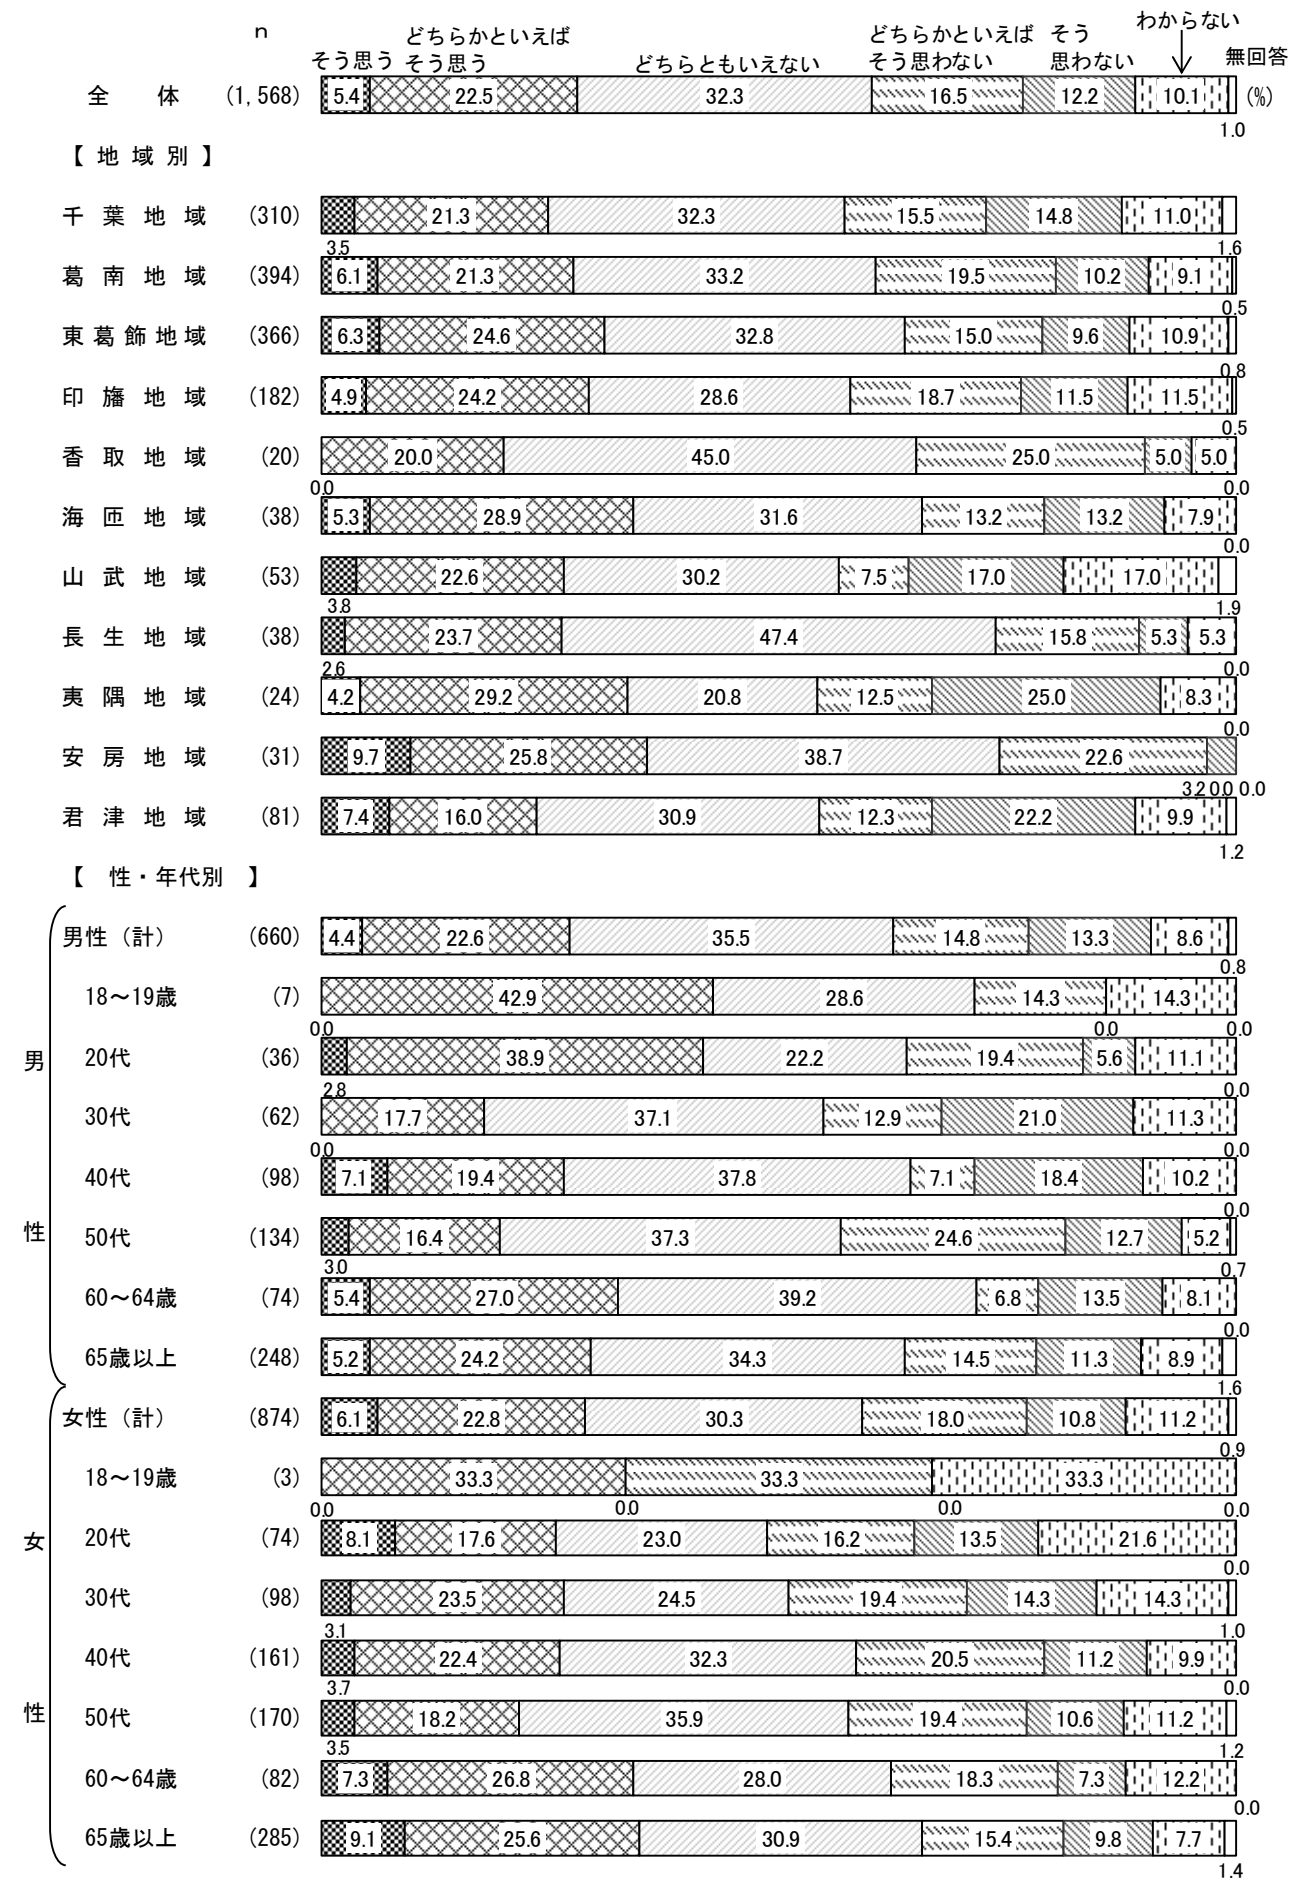 n
そう思う
どちらかといえば
そう思う
どちらともいえない
どちらかといえば
そう思わない
そう
思わない
わからない
無回答
全　体 (1,568) 5.4 22.5 32.3 16.5 12.2 10.1 (%)
1.0
【地域別】
千葉地域 (310) 21.3 32.3 15.5 14.8 11.0
3.5 1.6
葛南地域 (394) 6.1 21.3 33.2 19.5 10.2 9.1
0.5
東葛飾地域 (366) 6.3 24.6 32.8 15.0 9.6 10.9
0.8
印旛地域 (182) 4.9 24.2 28.6 18.7 11.5 11.5
0.5
香取地域 (20) 20.0 45.0 25.0 5.0 5.0
0.0 0.0
海匝地域 (38) 5.3 28.9 31.6 13.2 13.2 7.9
0.0
山武地域 (53) 22.6 30.2 7.5 17.0 17.0
3.8 1.9
長生地域 (38) 23.7 47.4 15.8 5.3 5.3
2.6 0.0
夷隅地域 (24) 4.2 29.2 20.8 12.5 25.0 8.3
0.0
安房地域 (31) 9.7 25.8 38.7 22.6
3.2 0.0 0.0
君津地域 (81) 7.4 16.0 30.9 12.3 22.2 9.9
1.2
【　性・年代別　】
男性
男性（計） (660) 4.4 22.6 35.5 14.8 13.3 8.6
0.8
18～19歳 (7) 42.9 28.6 14.3 14.3
0.0 0.0 0.0
20代 (36) 38.9 22.2 19.4 5.6 11.1
2.8 0.0
30代 (62) 17.7 37.1 12.9 21.0 11.3
0.0 0.0
40代 (98) 7.1 19.4 37.8 7.1 18.4 10.2
0.0
50代 (134) 16.4 37.3 24.6 12.7 5.2
3.0 0.7
60～64歳 (74) 5.4 27.0 39.2 6.8 13.5 8.1
0.0
65歳以上 (248) 5.2 24.2 34.3 14.5 11.3 8.9
1.6
女性
女性（計） (874) 6.1 22.8 30.3 18.0 10.8 11.2
0.9
18～19歳 (3) 33.3 33.3 33.3
0.0 0.0 0.0 0.0
20代 (74) 8.1 17.6 23.0 16.2 13.5 21.6
0.0
30代 (98) 23.5 24.5 19.4 14.3 14.3
3.1 1.0
40代 (161) 22.4 32.3 20.5 11.2 9.9
3.7 0.0
50代 (170) 18.2 35.9 19.4 10.6 11.2
3.5 1.2
60～64歳 (82) 7.3 26.8 28.0 18.3 7.3 12.2
0.0
65歳以上 (285) 9.1 25.6 30.9 15.4 9.8 7.7
1.4